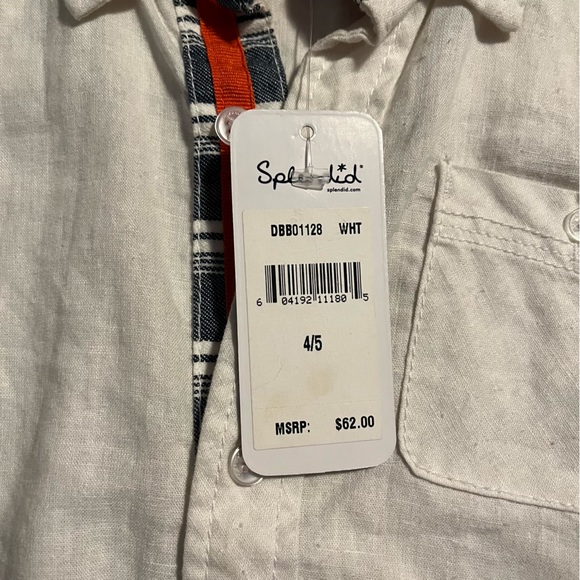 Splendid
splendid.com
DBB01128 WHT
6 04192 11180 5
4/5
MSRP: $62.00